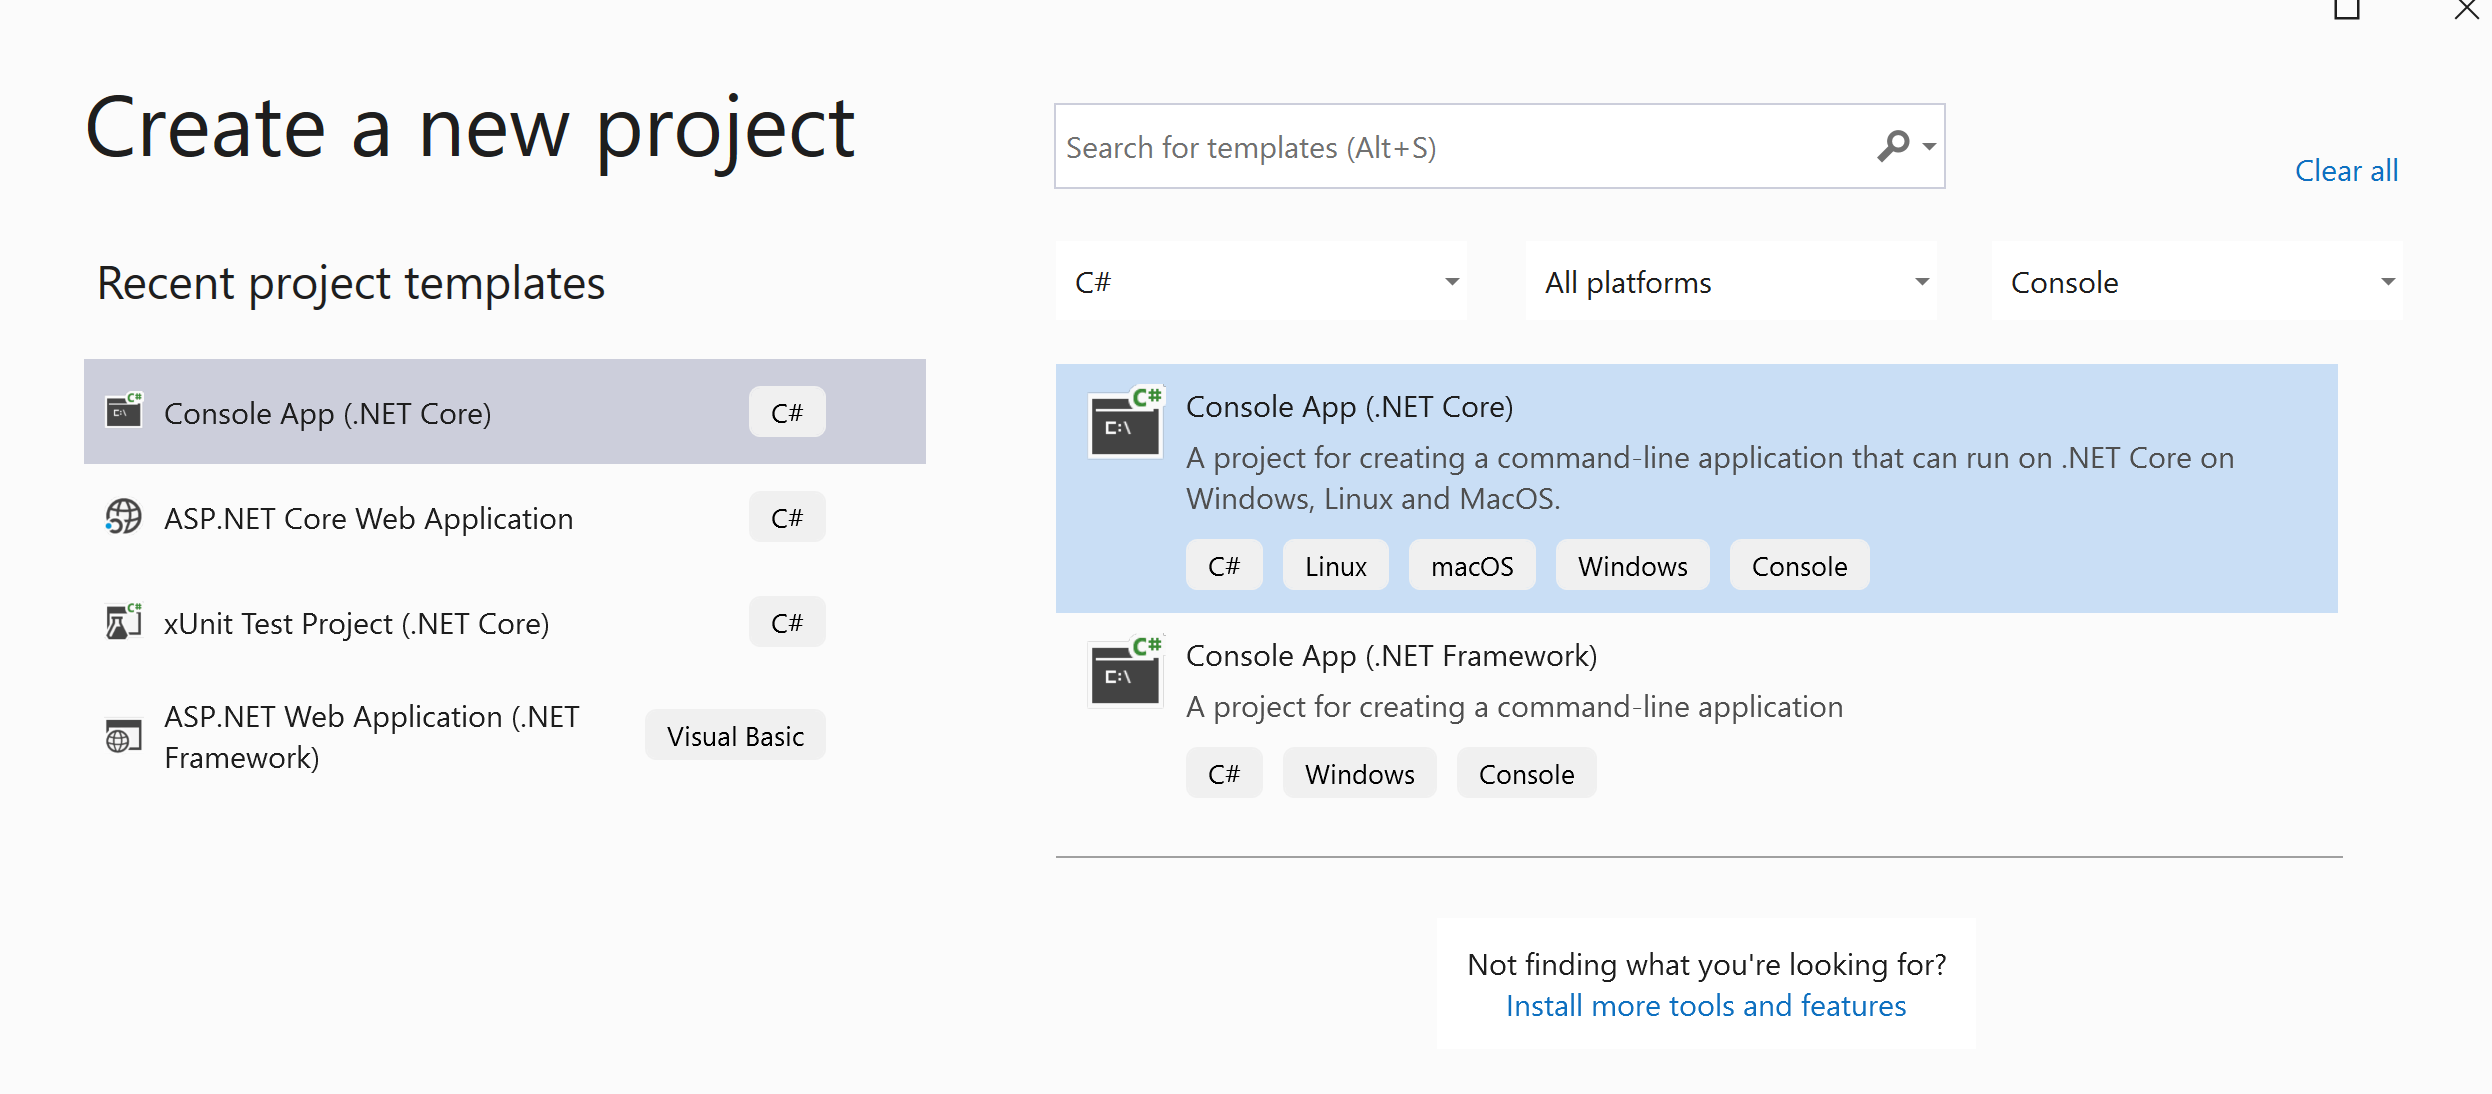 Create a new project
Search for templates (Alt+S)
Clear all
Recent project templates
C#
All platforms
Console
Console App (.NET Core)
C#
ASP.NET Core Web Application
C#
xUnit Test Project (.NET Core)
C#
ASP.NET Web Application (.NET
Framework)
Visual Basic
C#
C:\
Console App (.NET Core)
A project for creating a command-line application that can run on .NET Core on
Windows, Linux and MacOS.
C#
Linux
macOS
Windows
Console
C#
C:\
Console App (.NET Framework)
A project for creating a command-line application
C#
Windows
Console
Not finding what you're looking for?
Install more tools and features